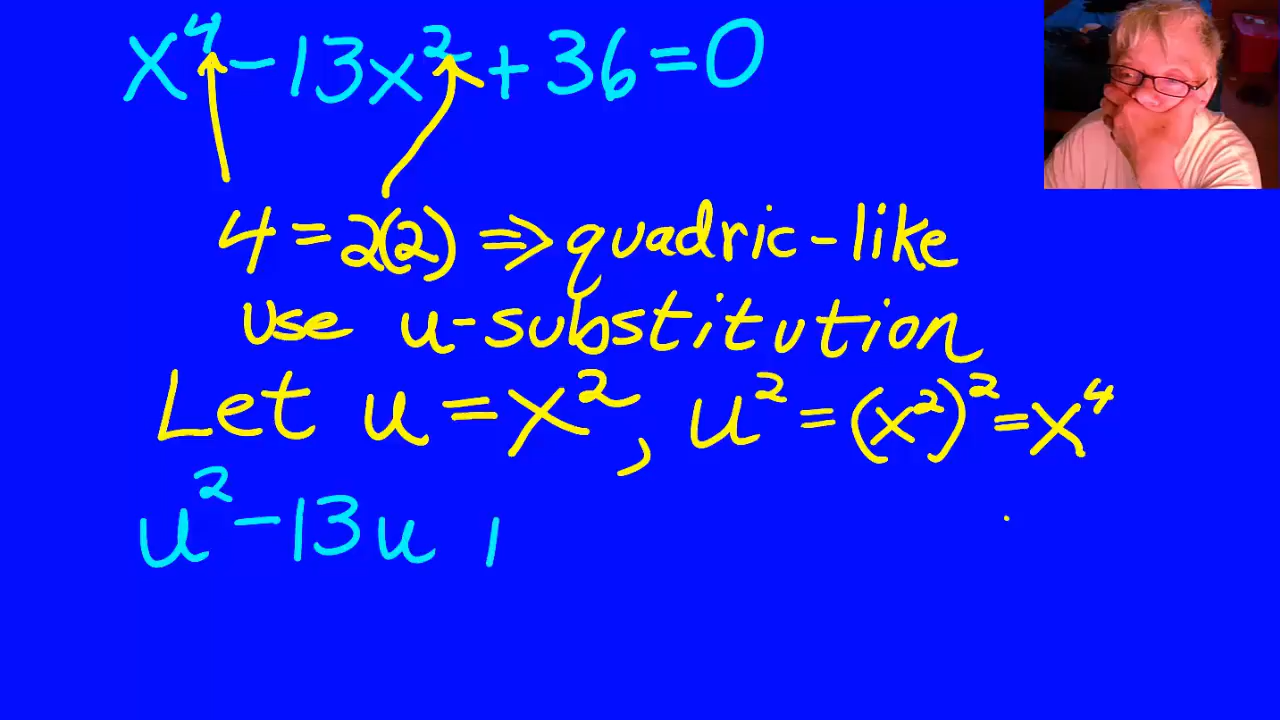 x⁴ - 13x² + 36 = 0
4 = 2(2) ⇒ quadric-like
use u-substitution
Let u = x², u² = (x²)² = x⁴
u² - 13u